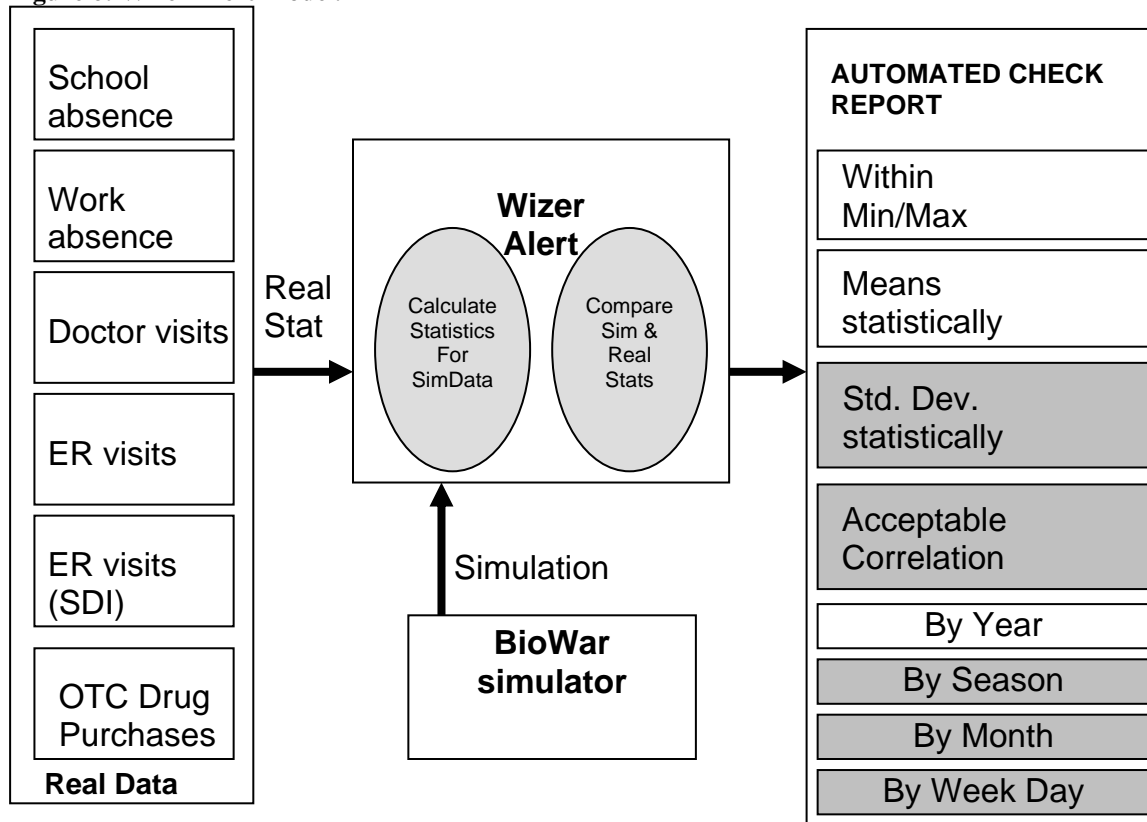 School
absence
Work
absence
Doctor visits
ER visits
ER visits
(SDI)
OTC Drug
Purchases
Real Data
Real
Stat
Wizer
Alert
Calculate
Statistics
For
SimData
Compare
Sim &
Real
Stats
Simulation
BioWar
simulator
AUTOMATED CHECK
REPORT
Within
Min/Max
Means
statistically
Std. Dev.
statistically
Acceptable
Correlation
By Year
By Season
By Month
By Week Day